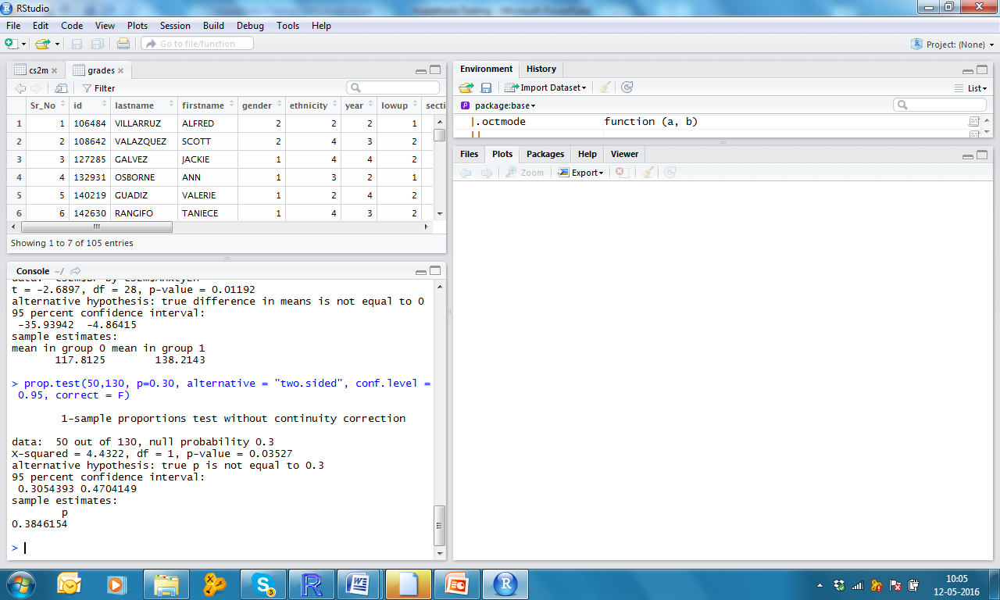 RStudio
File Edit Code View Plots Session Build Debug Tools Help
Go to file/function
Project: (None)
cs2m
grades
Filter
Sr_No id lastname firstname gender ethnicity year lowup secti
1 1 106484 VILLARRUZ ALFRED 2 2 2 1
2 2 108642 VALAZQUEZ SCOTT 2 4 3 2
3 3 127285 GALVEZ JACKIE 1 4 4 2
4 4 132931 OSBORNE ANN 1 3 2 1
5 5 140219 GUADIZ VALERIE 1 2 4 2
6 6 142630 RANGIFO TANIECE 1 4 3 2
Showing 1 to 7 of 105 entries
Console ~/
t = -2.6897, df = 28, p-value = 0.01192
alternative hypothesis: true difference in means is not equal to 0
95 percent confidence interval:
-35.93942 -4.86415
sample estimates:
mean in group 0 mean in group 1
117.8125 138.2143
> prop.test(50,130, p=0.30, alternative = "two.sided", conf.level =
0.95, correct = F)
1-sample proportions test without continuity correction
data: 50 out of 130, null probability 0.3
X-squared = 4.4322, df = 1, p-value = 0.03527
alternative hypothesis: true p is not equal to 0.3
95 percent confidence interval:
0.3054393 0.4704149
sample estimates:
p
0.3846154
>
Environment History
Import Dataset
List
package:base
|.octmode function (a, b)
Files Plots Packages Help Viewer
Zoom Export
10:05
12-05-2016